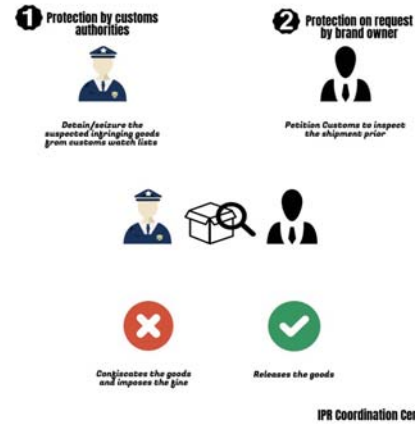 1 Protection by customs
authorities
Detain/seizure the
suspected infringing goods
from customs watch lists
2 Protection on request
by brand owner
Petition Customs to inspect
the shipment prior
Confiscates the goods
and imposes the fine
Releases the goods
IPR Coordination Cen